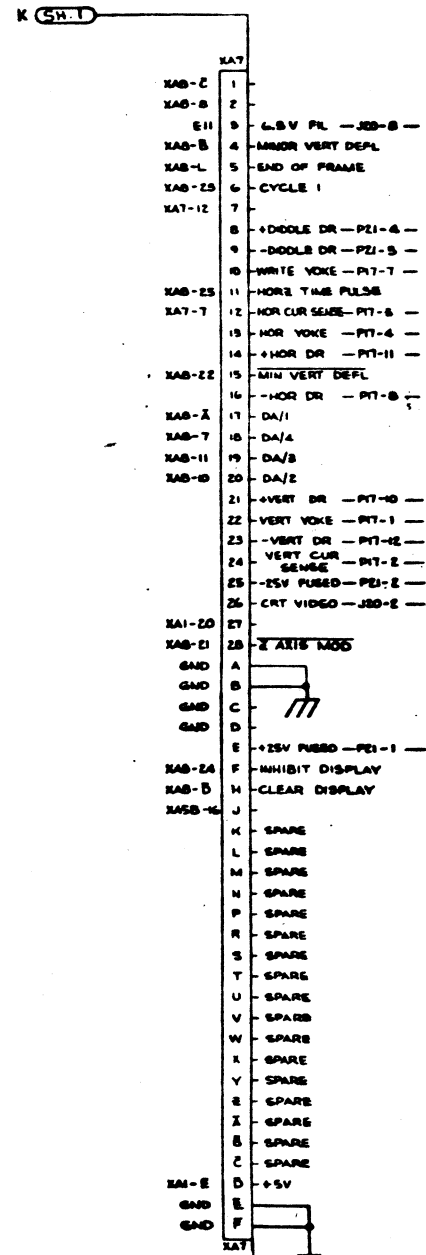 K SH. 1
XA7
XA8-C̄ 1
XA8-8 2
E11 3 6.3V FIL — J20-8 —
XA8-B̄ 4 MINOR VERT DEFL
XA8-L 5 END OF FRAME
XA8-25 6 CYCLE 1
XA7-12 7
8 +DIDDLE DR — P21-4 —
9 -DIDDLE DR — P21-5 —
10 WRITE YOKE — P17-7 —
XA8-25 11 HORZ TIME PULSE
XA7-7 12 HOR CUR SENSE — P17-6 —
13 HOR YOKE — P17-4 —
14 +HOR DR — P17-11 —
XA8-22 15 MIN VERT DEFL
16 -HOR DR — P17-8 —
XA8-Ā 17 DA/1
XA8-7 18 DA/4
XA8-11 19 DA/3
XA8-10 20 DA/2
21 +VERT DR — P17-10 —
22 VERT YOKE — P17-1 —
23 -VERT DR — P17-12 —
24 VERT CUR SENSE — P17-2 —
25 -25V FUSED — P21-2 —
26 CRT VIDEO — J20-2 —
XA1-20 27
XA8-21 28 Z AXIS MOD
GND A
GND B
GND C
GND D
E +25V FUSED — P21-1 —
XA8-24 F INHIBIT DISPLAY
XA8-D̄ H CLEAR DISPLAY
XA5B-16 J
K SPARE
L SPARE
M SPARE
N SPARE
P SPARE
R SPARE
S SPARE
T SPARE
U SPARE
V SPARE
W SPARE
X SPARE
Y SPARE
Z SPARE
Ā SPARE
B̄ SPARE
C̄ SPARE
XA1-E D̄ +5V
GND Ē
GND F̄
XA7